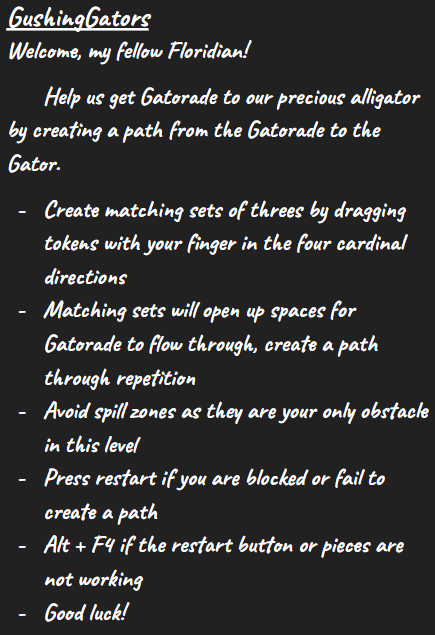 GushingGators
Welcome, my fellow Floridian!
Help us get Gatorade to our precious alligator
by creating a path from the Gatorade to the
Gator.
- Create matching sets of threes by dragging
tokens with your finger in the four cardinal
directions
- Matching sets will open up spaces for
Gatorade to flow through, create a path
through repetition
- Avoid spill zones as they are your only obstacle
in this level
- Press restart if you are blocked or fail to
create a path
- Alt + F4 if the restart button or pieces are
not working
- Good luck!